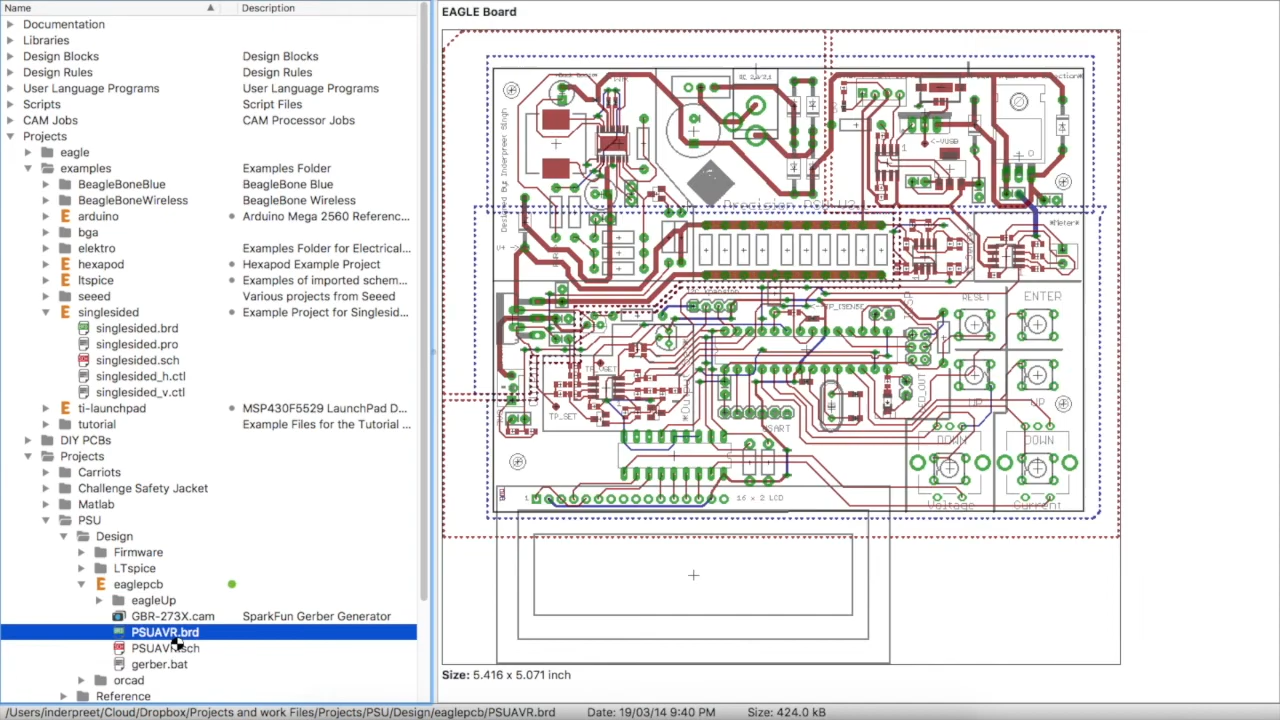 Name Description
Documentation
Libraries
Design Blocks Design Blocks
Design Rules Design Rules
User Language Programs User Language Programs
Scripts Script Files
CAM Jobs CAM Processor Jobs
Projects
eagle
examples Examples Folder
BeagleBoneBlue BeagleBone Blue
BeagleBoneWireless BeagleBone Wireless
arduino Arduino Mega 2560 Referenc...
bga
elektro Examples Folder for Electrical...
hexapod Hexapod Example Project
ltspice Examples of imported schem...
seeed Various projects from Seeed
singlesided Example Project for Singlesid...
singlesided.brd
singlesided.pro
singlesided.sch
singlesided_h.ctl
singlesided_v.ctl
ti-launchpad MSP430F5529 LaunchPad D...
tutorial Example Files for the Tutorial ...
DIY PCBs
Projects
Carriots
Challenge Safety Jacket
Matlab
PSU
Design
Firmware
LTspice
eaglepcb
eagleUp
GBR-273X.cam SparkFun Gerber Generator
PSUAVR.brd
gerber.bat
orcad
Reference
EAGLE Board
Designed By: Inderpreet Singh
<-VUSB
*Meter*
RESET ENTER
TP_SET
UP
DOWN DOWN
16 x 2 LCD
Voltage Current
Size: 5.416 x 5.071 inch
/Users/inderpreet/Cloud/Dropbox/Projects and work Files/Projects/PSU/Design/eaglepcb/PSUAVR.brd Date: 19/03/14 9:40 PM Size: 424.0 kB